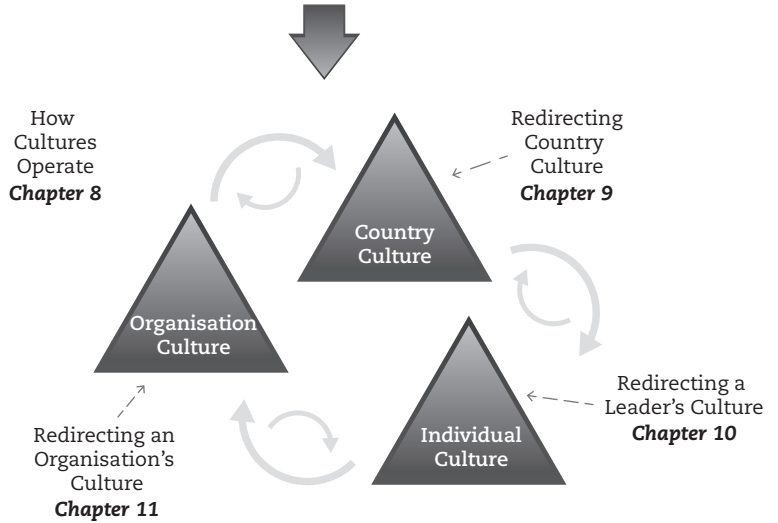 How
Cultures
Operate
Chapter 8
Redirecting
Country
Culture
Chapter 9
Country
Culture
Organisation
Culture
Redirecting a
Leader's Culture
Chapter 10
Individual
Culture
Redirecting an
Organisation's
Culture
Chapter 11